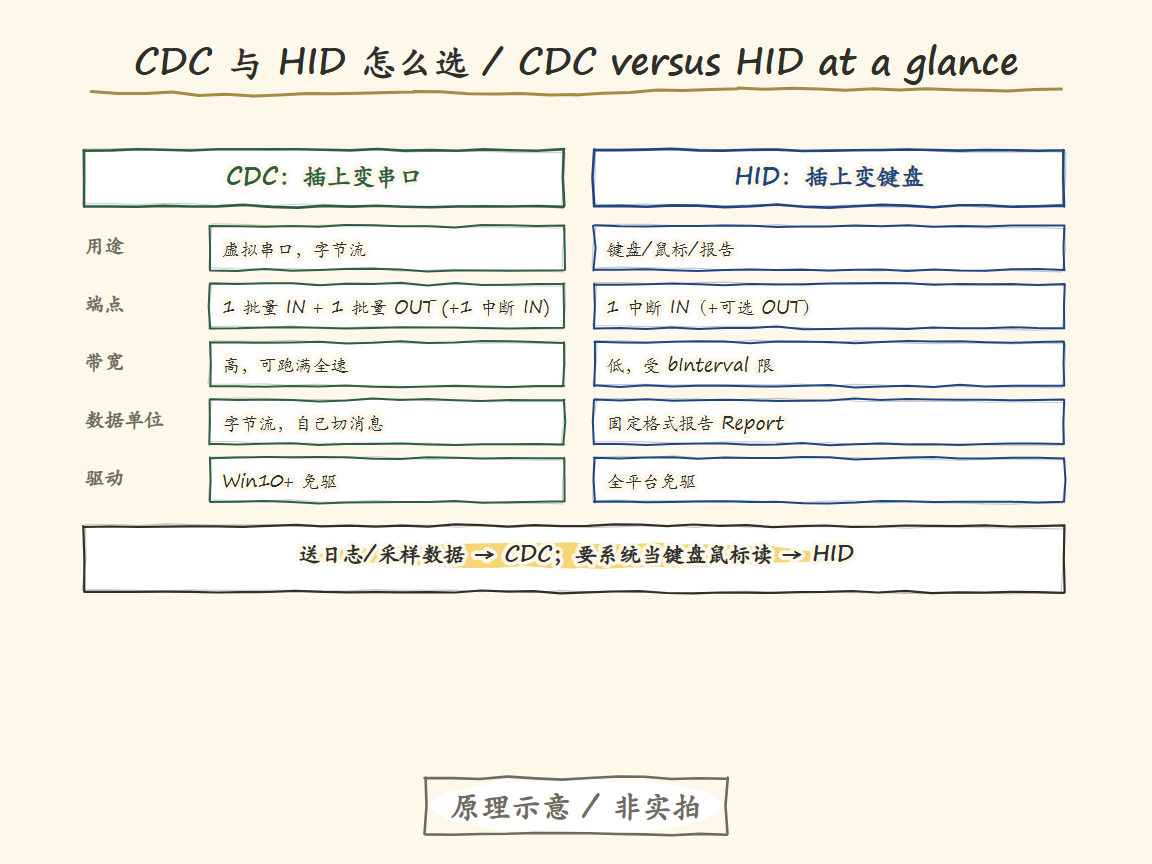 CDC 与 HID 怎么选 / CDC versus HID at a glance
CDC：插上变串口
HID：插上变键盘
用途
虚拟串口，字节流
键盘/鼠标/报告
端点
1 批量 IN + 1 批量 OUT (+1 中断 IN)
1 中断 IN（+可选 OUT）
带宽
高，可跑满全速
低，受 bInterval 限
数据单位
字节流，自己切消息
固定格式报告 Report
驱动
Win10+ 免驱
全平台免驱
送日志/采样数据 → CDC；要系统当键盘鼠标读 → HID
原理示意 / 非实拍